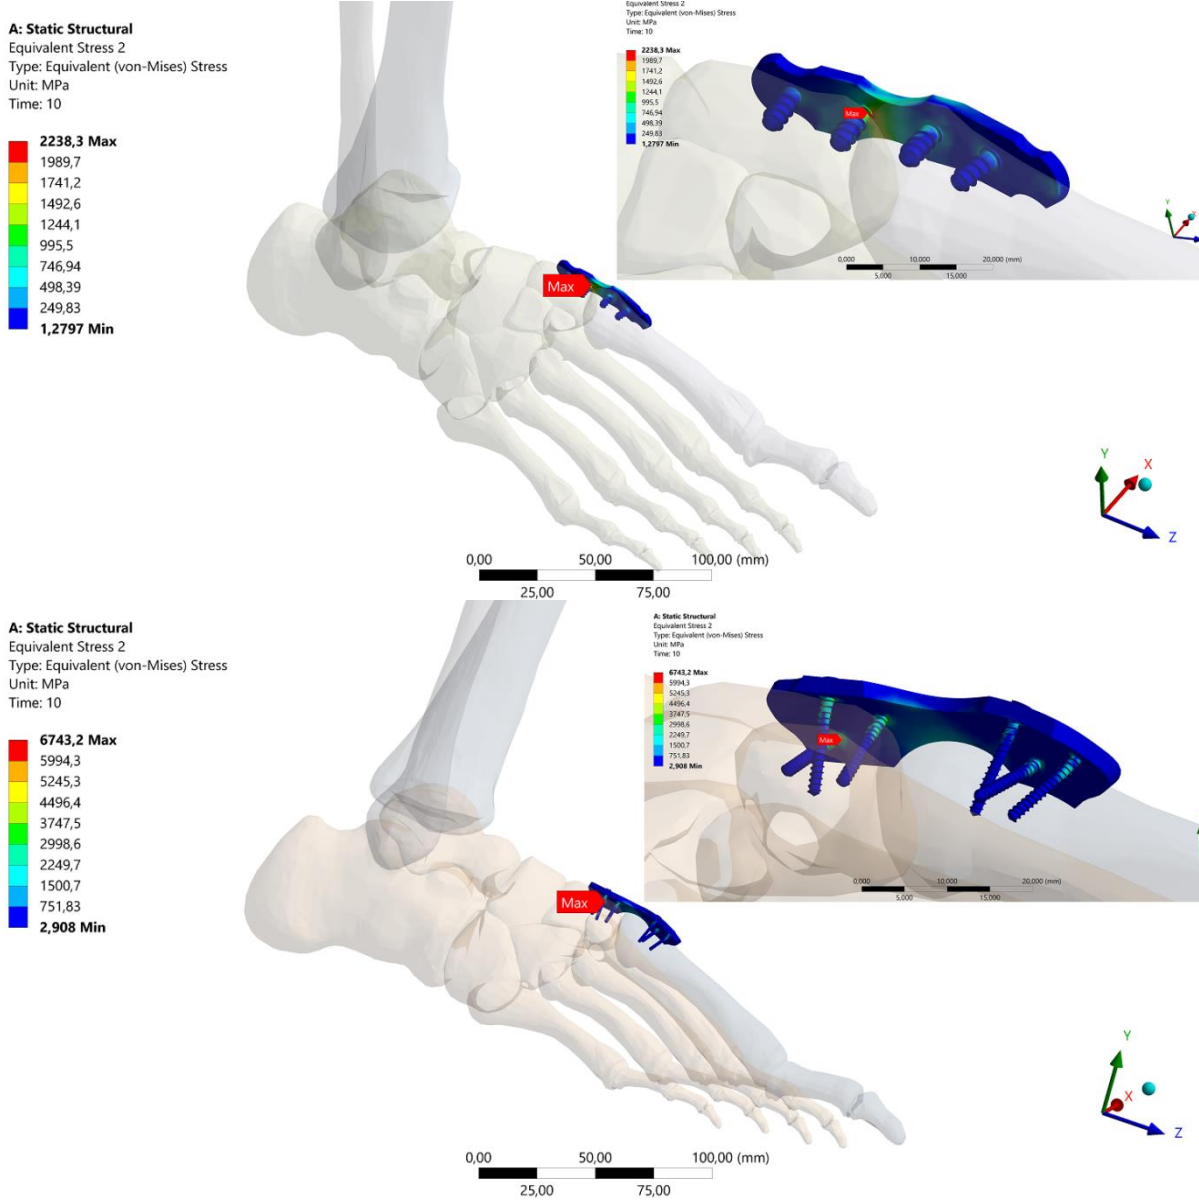 A: Static Structural
Equivalent Stress 2
Type: Equivalent (von-Mises) Stress
Unit: MPa
Time: 10
2238,3 Max
1989,7
1741,2
1492,6
1244,1
995,5
746,94
498,39
249,83
1,2797 Min
Equivalent Stress 2
Type: Equivalent (von-Mises) Stress
Unit: MPa
Time: 10
2238,3 Max
1989,7
1741,2
1492,6
1244,1
995,5
746,94
498,39
249,83
1,2797 Min
Max
0,000 10,000 20,000 (mm)
5,000 15,000
Y
X
Max
Y
X
Z
0,00 50,00 100,00 (mm)
25,00 75,00
A: Static Structural
Equivalent Stress 2
Type: Equivalent (von-Mises) Stress
Unit: MPa
Time: 10
6743,2 Max
5994,3
5245,3
4496,4
3747,5
2998,6
2249,7
1500,7
751,83
2,908 Min
A: Static Structural
Equivalent Stress 2
Type: Equivalent (von-Mises) Stress
Unit: MPa
Time: 10
6743,2 Max
5994,3
5245,3
4496,4
3747,5
2998,6
2249,7
1500,7
751,83
2,908 Min
Max
0,000 10,000 20,000 (mm)
5,000 15,000
Max
Y
X
Z
0,00 50,00 100,00 (mm)
25,00 75,00